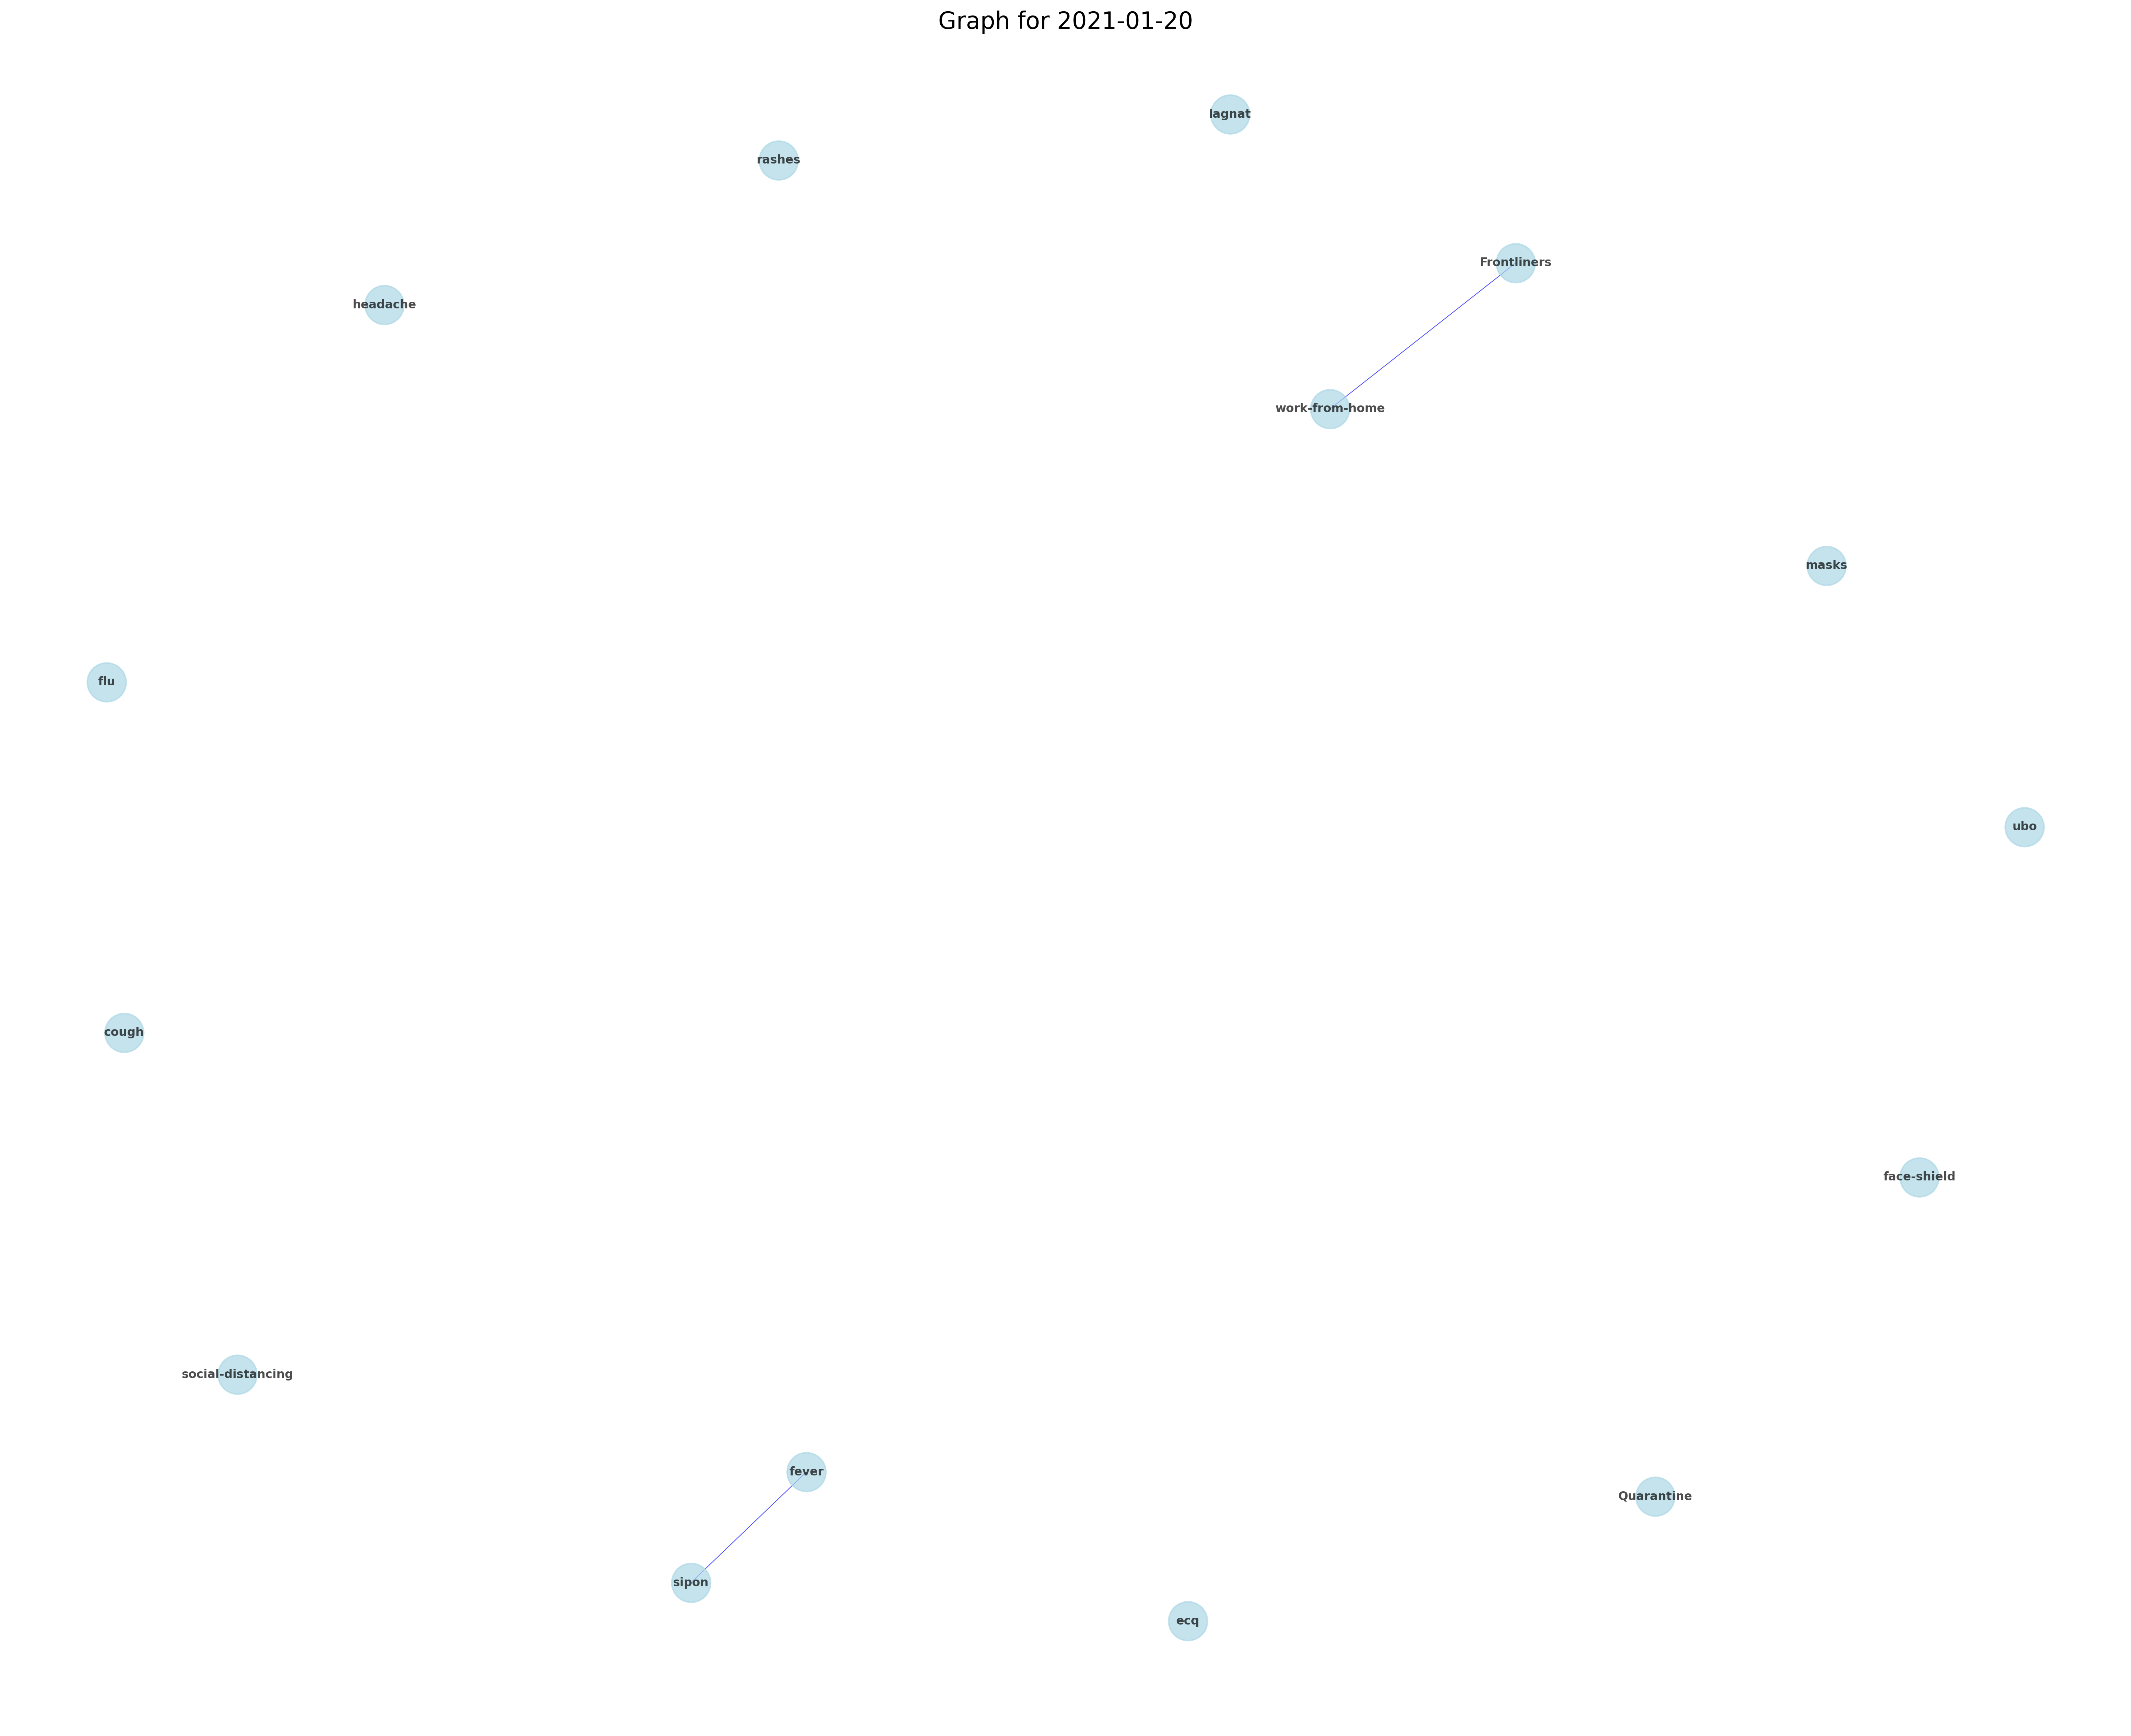 Graph for 2021-01-20
lagnat
rashes
Frontliners
headache
work-from-home
masks
flu
ubo
cough
face-shield
social-distancing
fever
Quarantine
sipon
ecq